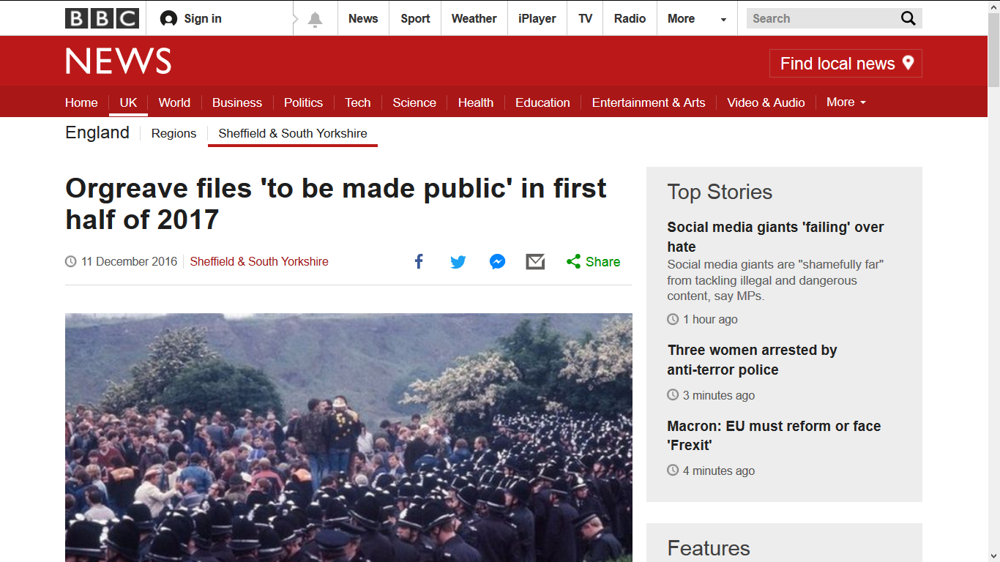 BBC Sign in News Sport Weather iPlayer TV Radio More Search
NEWS Find local news
Home UK World Business Politics Tech Science Health Education Entertainment & Arts Video & Audio More
England Regions Sheffield & South Yorkshire
Orgreave files 'to be made public' in first
half of 2017
11 December 2016 Sheffield & South Yorkshire Share
Top Stories
Social media giants 'failing' over
hate
Social media giants are "shamefully far"
from tackling illegal and dangerous
content, say MPs.
1 hour ago
Three women arrested by
anti-terror police
3 minutes ago
Macron: EU must reform or face
'Frexit'
4 minutes ago
Features